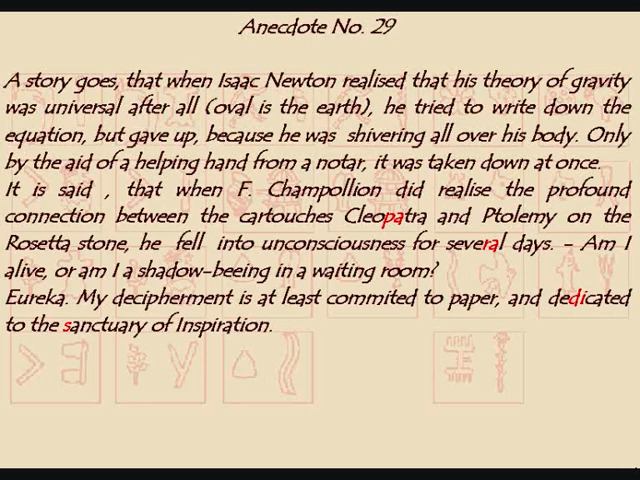 Anecdote No. 29
A story goes, that when Isaac Newton realised that his theory of gravity
was universal after all (oval is the earth), he tried to write down the
equation, but gave up, because he was shivering all over his body. Only
by the aid of a helping hand from a notar, it was taken down at once.
It is said , that when F. Champollion did realise the profound
connection between the cartouches Cleopatra and Ptolemy on the
Rosetta stone, he fell into unconsciousness for several days. - Am I
alive, or am I a shadow-beeing in a waiting room?
Eureka. My decipherment is at least commited to paper, and dedicated
to the sanctuary of Inspiration.